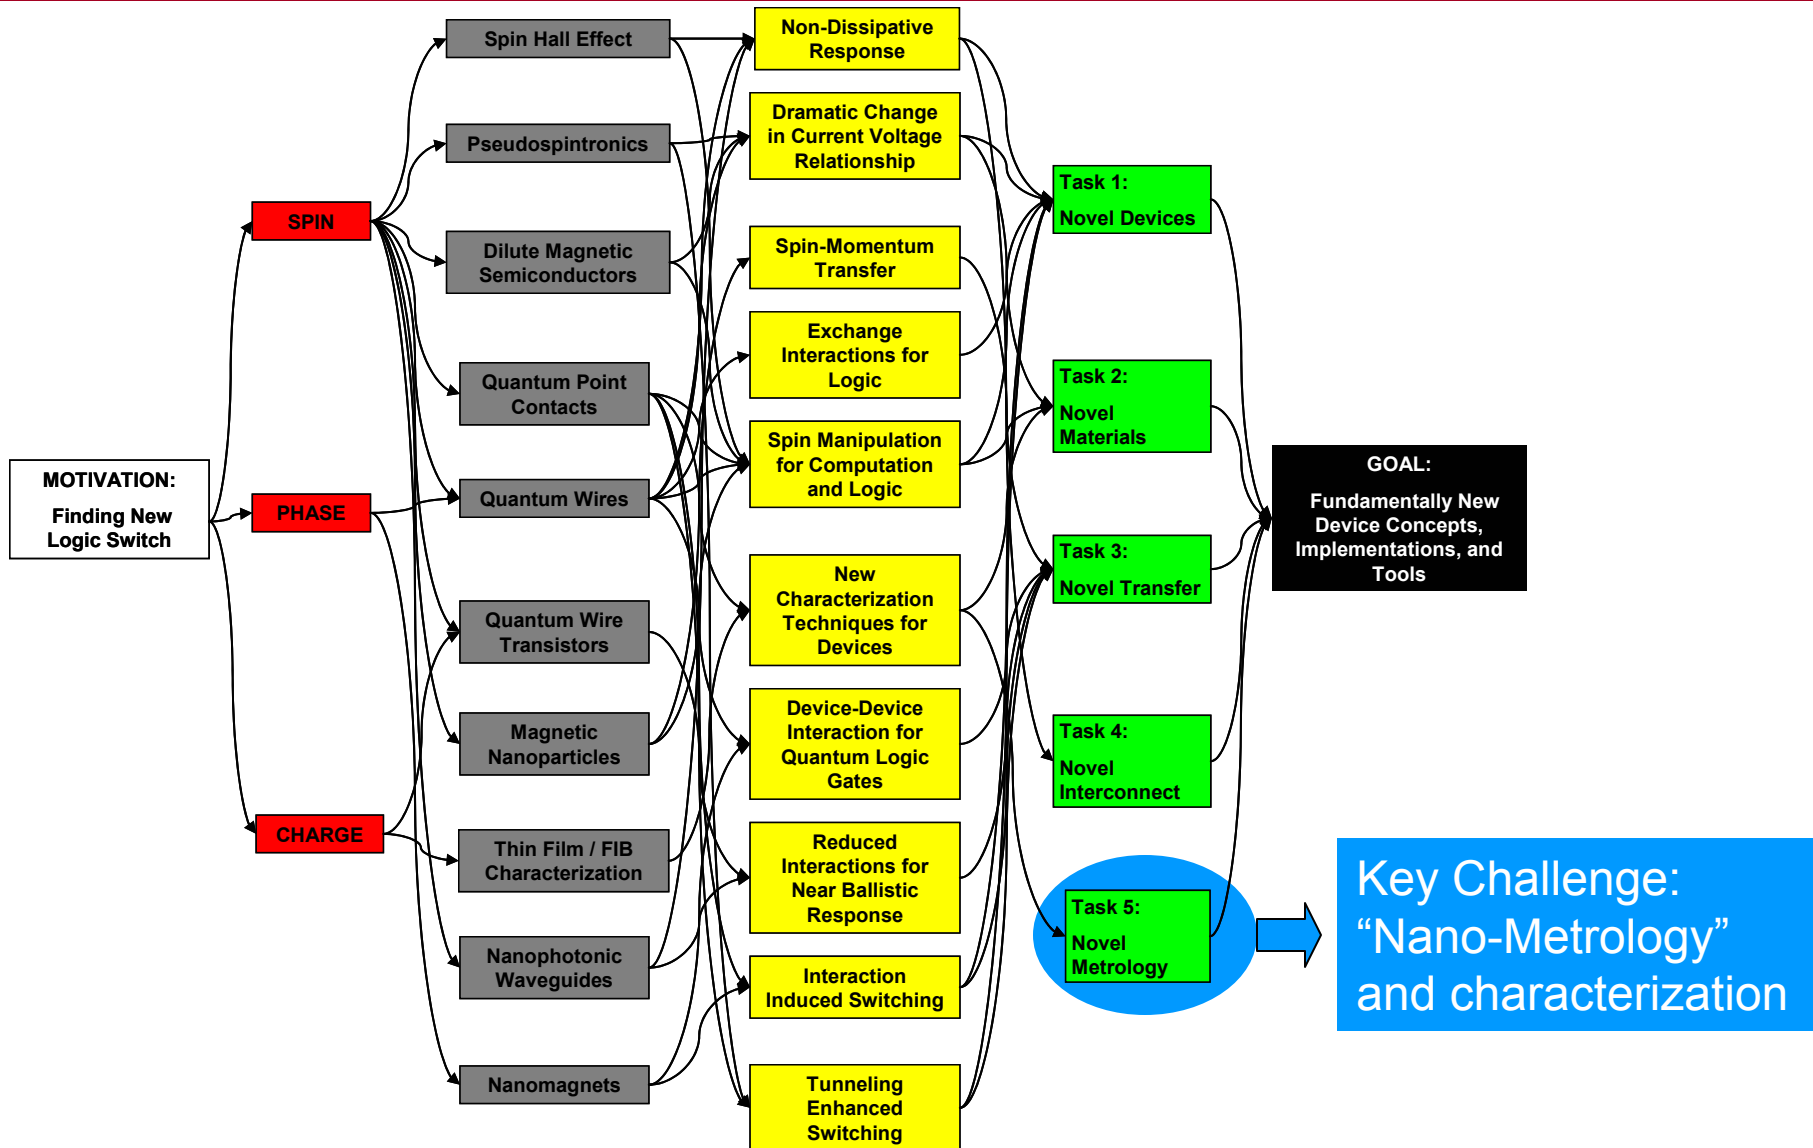 MOTIVATION:
Finding New
Logic Switch
SPIN
PHASE
CHARGE
Spin Hall Effect
Pseudospintronics
Dilute Magnetic
Semiconductors
Quantum Point
Contacts
Quantum Wires
Quantum Wire
Transistors
Magnetic
Nanoparticles
Thin Film / FIB
Characterization
Nanophotonic
Waveguides
Nanomagnets
Non-Dissipative
Response
Dramatic Change
in Current Voltage
Relationship
Spin-Momentum
Transfer
Exchange
Interactions for
Logic
Spin Manipulation
for Computation
and Logic
New
Characterization
Techniques for
Devices
Device-Device
Interaction for
Quantum Logic
Gates
Reduced
Interactions for
Near Ballistic
Response
Interaction
Induced Switching
Tunneling
Enhanced
Switching
Task 1:
Novel Devices
Task 2:
Novel
Materials
Task 3:
Novel Transfer
Task 4:
Novel
Interconnect
Task 5:
Novel
Metrology
GOAL:
Fundamentally New
Device Concepts,
Implementations, and
Tools
Key Challenge:
“Nano-Metrology”
and characterization